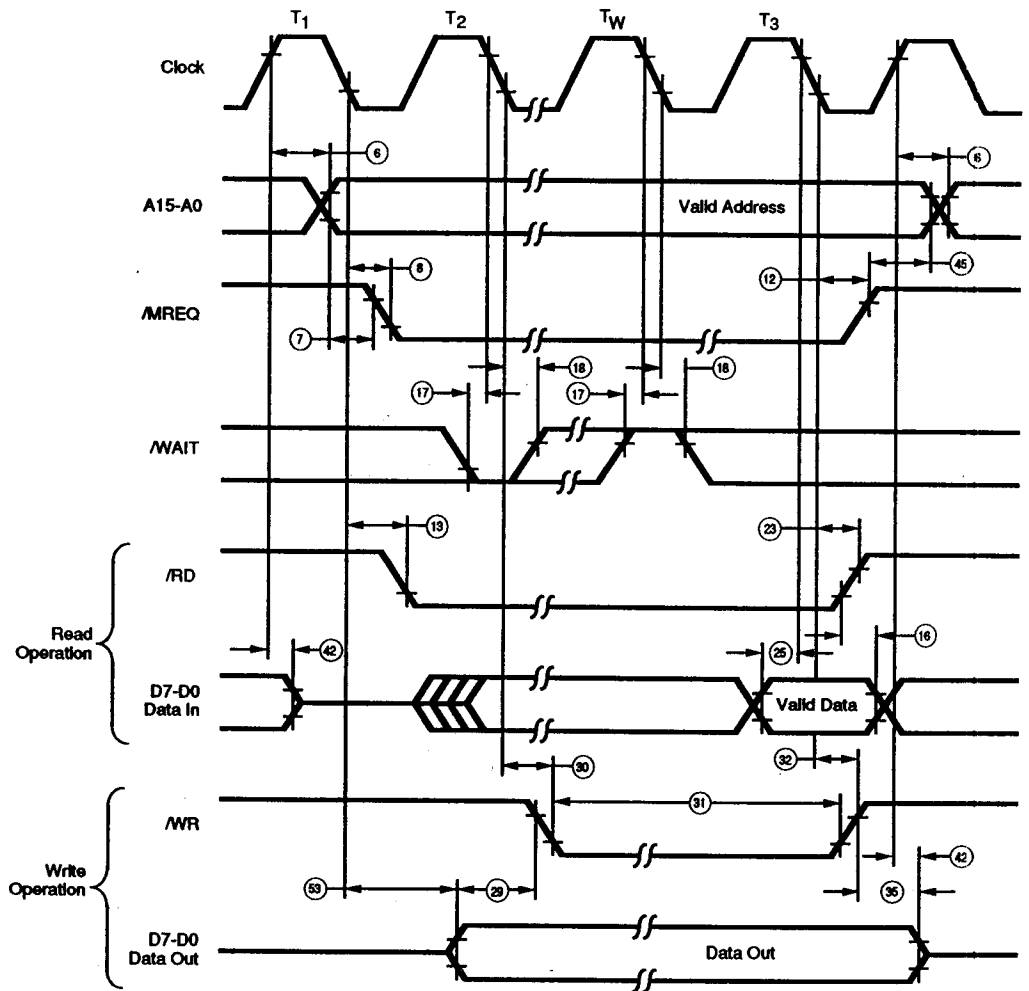 T1 T2 TW T3
Clock
6 6
A15-A0 Valid Address
8 12 45
/MREQ
7
18 18
17 17
/WAIT
13 23
/RD
Read
Operation
42 25 16
D7-D0
Data In
Valid Data
30 32
31
/WR
42
Write
Operation
53 29 35
D7-D0
Data Out
Data Out